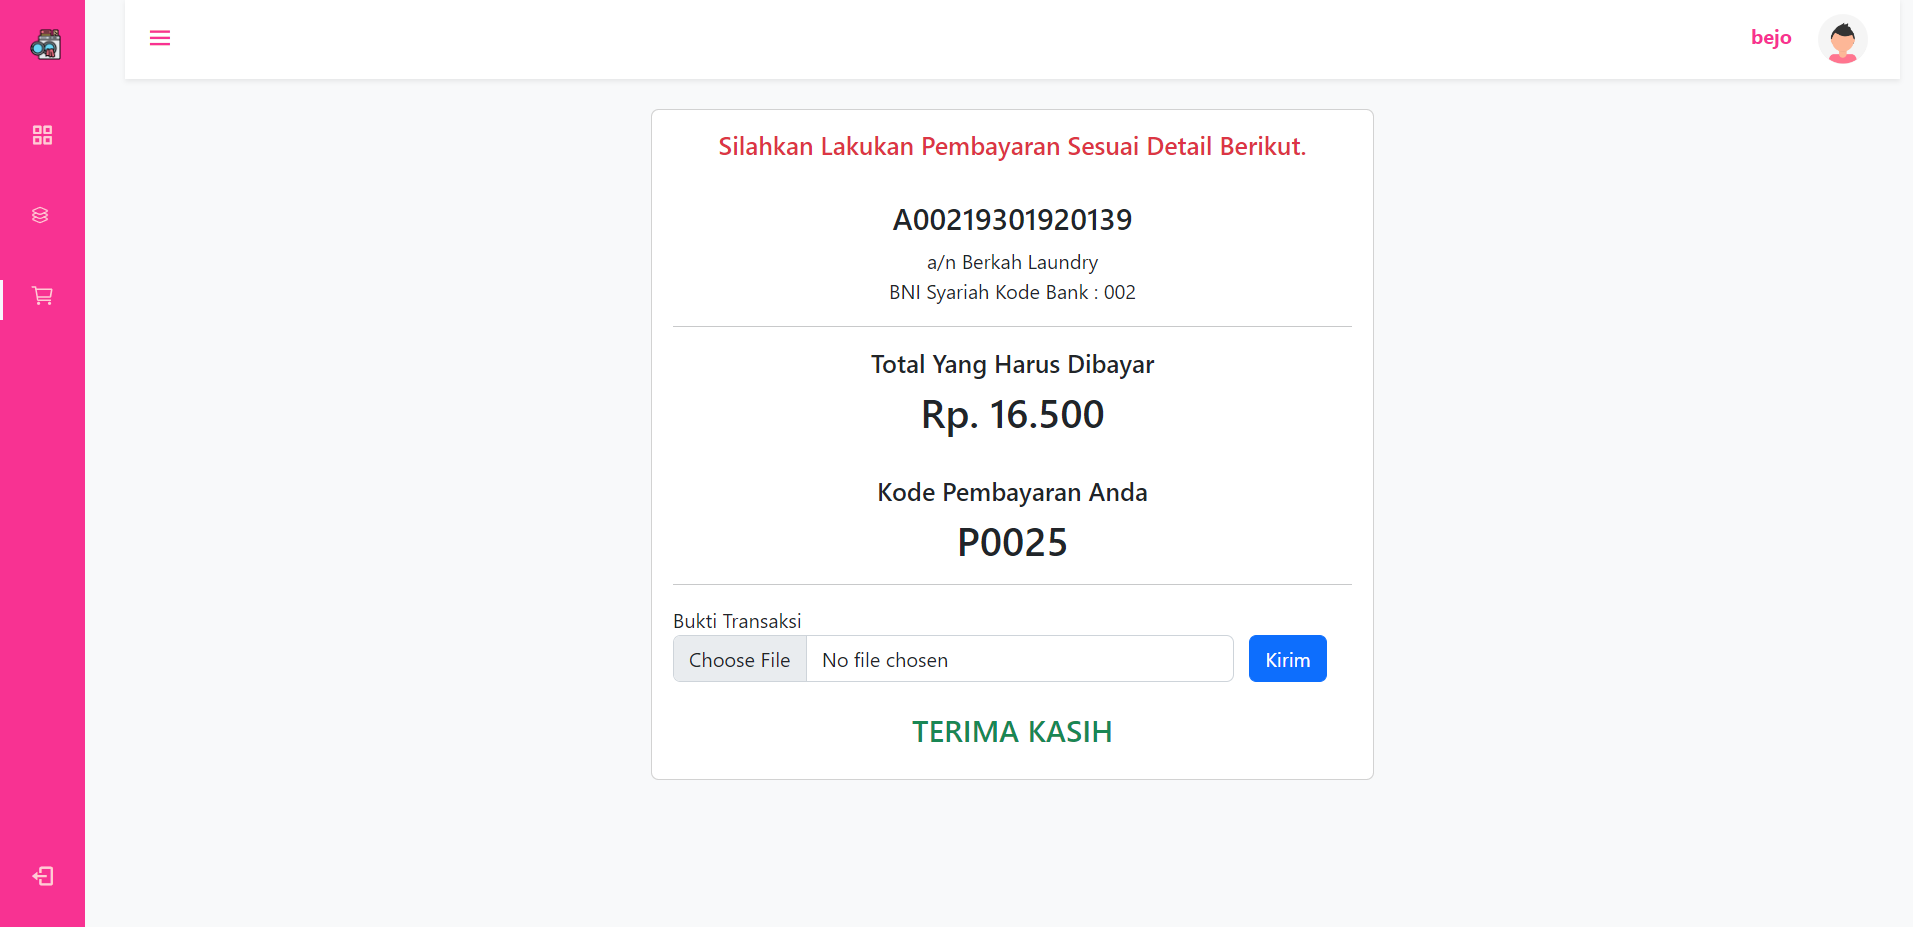 bejo
Silahkan Lakukan Pembayaran Sesuai Detail Berikut.
A00219301920139
a/n Berkah Laundry
BNI Syariah Kode Bank : 002
Total Yang Harus Dibayar
Rp. 16.500
Kode Pembayaran Anda
P0025
Bukti Transaksi
Choose File No file chosen Kirim
TERIMA KASIH